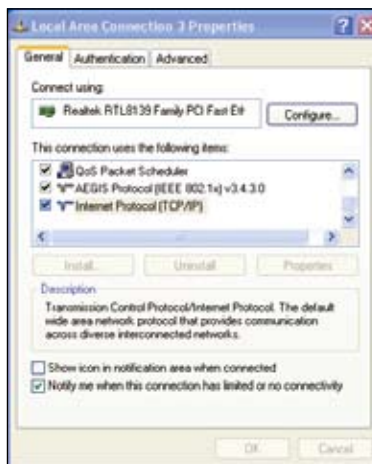 Local Area Connection 3 Properties
General Authentication Advanced
Connect using:
Realtek RTL8139 Family PCI Fast Eth
Configure...
This connection uses the following items:
QoS Packet Scheduler
AEGIS Protocol (IEEE 802.1x) v3.4.3.0
Internet Protocol (TCP/IP)
Install... Uninstall Properties
Description
Transmission Control Protocol/Internet Protocol. The default
wide area network protocol that provides communication
across diverse interconnected networks.
Show icon in notification area when connected
Notify me when this connection has limited or no connectivity
OK Cancel